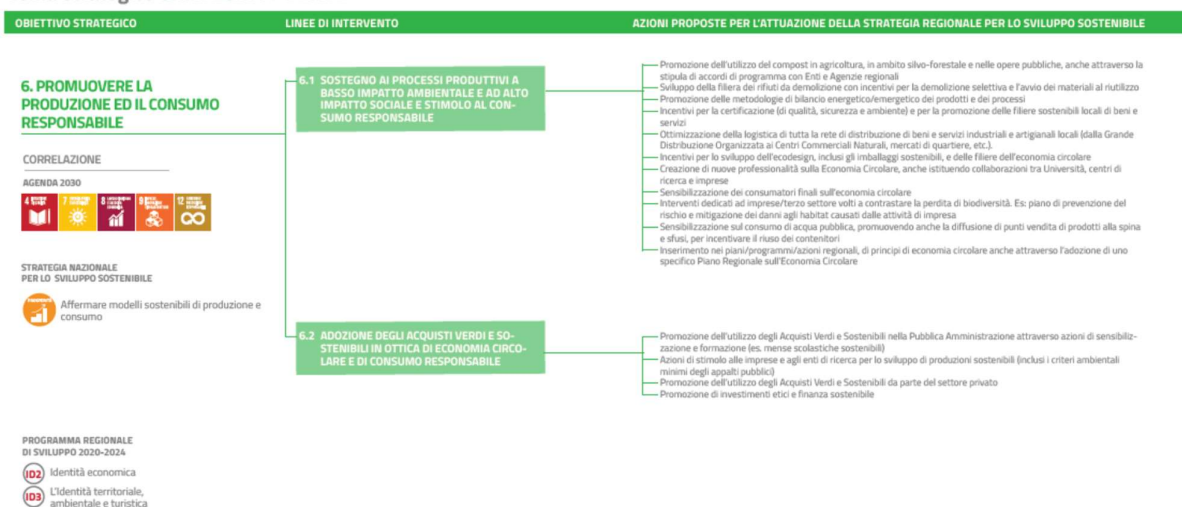 OBIETTIVO STRATEGICO
LINEE DI INTERVENTO
AZIONI PROPOSTE PER L'ATTUAZIONE DELLA STRATEGIA REGIONALE PER LO SVILUPPO SOSTENIBILE
6. PROMUOVERE LA
PRODUZIONE ED IL CONSUMO
RESPONSABILE
CORRELAZIONE
AGENDA 2030
4
7
8
9
12
STRATEGIA NAZIONALE
PER LO SVILUPPO SOSTENIBILE
Affermare modelli sostenibili di produzione e
consumo
PROGRAMMA REGIONALE
DI SVILUPPO 2020-2024
ID2 Identità economica
ID3 L'Identità territoriale,
ambientale e turistica
6.1 SOSTEGNO AI PROCESSI PRODUTTIVI A
BASSO IMPATTO AMBIENTALE E AD ALTO
IMPATTO SOCIALE E STIMOLO AL CON-
SUMO RESPONSABILE
Promozione dell'utilizzo del compost in agricoltura, in ambito silvo-forestale e nelle opere pubbliche, anche attraverso la
stipula di accordi di programma con Enti e Agenzie regionali
Sviluppo della filiera dei rifiuti da demolizione con incentivi per la demolizione selettiva e l'avvio dei materiali al riutilizzo
Promozione delle metodologie di bilancio energetico/emergetico dei prodotti e dei processi
Incentivi per la certificazione (di qualità, sicurezza e ambiente) e per la promozione delle filiere sostenibili locali di beni e
servizi
Ottimizzazione della logistica di tutta la rete di distribuzione di beni e servizi industriali e artigianali locali (dalla Grande
Distribuzione Organizzata ai Centri Commerciali Naturali, mercati di quartiere, etc.).
Incentivi per lo sviluppo dell'ecodesign, inclusi gli imballaggi sostenibili, e delle filiere dell'economia circolare
Creazione di nuove professionalità sulla Economia Circolare, anche istituendo collaborazioni tra Università, centri di
ricerca e imprese
Sensibilizzazione dei consumatori finali sull'economia circolare
Interventi dedicati ad imprese/terzo settore volti a contrastare la perdita di biodiversità. Es: piano di prevenzione del
rischio e mitigazione dei danni agli habitat causati dalle attività di impresa
Sensibilizzazione sul consumo di acqua pubblica, promuovendo anche la diffusione di punti vendita di prodotti alla spina
e sfusi, per incentivare il riuso dei contenitori
Inserimento nei piani/programmi/azioni regionali, di principi di economia circolare anche attraverso l'adozione di uno
specifico Piano Regionale sull'Economia Circolare
6.2 ADOZIONE DEGLI ACQUISTI VERDI E SO-
STENIBILI IN OTTICA DI ECONOMIA CIRCO-
LARE E DI CONSUMO RESPONSABILE
Promozione dell'utilizzo degli Acquisti Verdi e Sostenibili nella Pubblica Amministrazione attraverso azioni di sensibiliz-
zazione e formazione (es. mense scolastiche sostenibili)
Azioni di stimolo alle imprese e agli enti di ricerca per lo sviluppo di produzioni sostenibili (inclusi i criteri ambientali
minimi degli appalti pubblici)
Promozione dell'utilizzo degli Acquisti Verdi e Sostenibili da parte del settore privato
Promozione di investimenti etici e finanza sostenibile